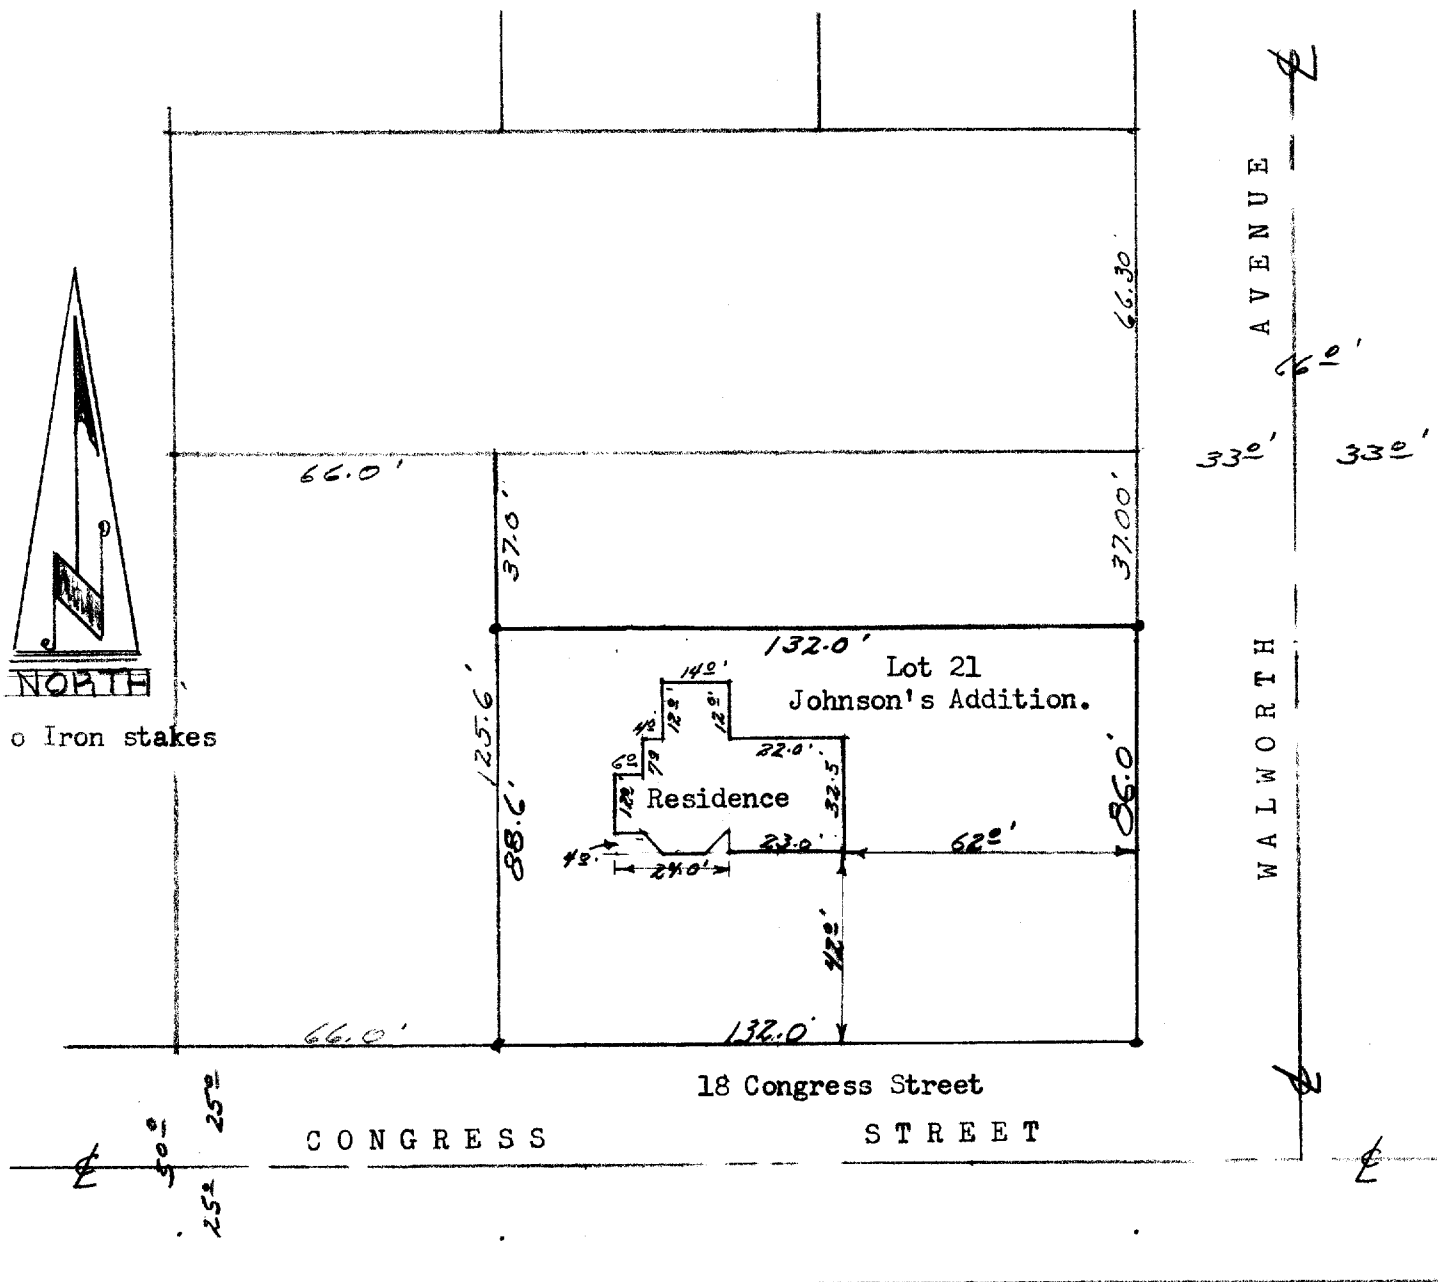 AVENUE
66.30'
66º'
33º'
33º'
66.0'
37.0'
37.00'
132.0'
Lot 21
Johnson's Addition.
NORTH
o Iron stakes
14º'
12º'
12º'
4º.
22.0'
7º
125.6'
88.6'
12º
Residence
32.5
86.0'
WALWORTH
4º.
24.0'
23.0'
62º'
42º'
66.0'
132.0'
18 Congress Street
CONGRESS STREET
50º
25º
25º